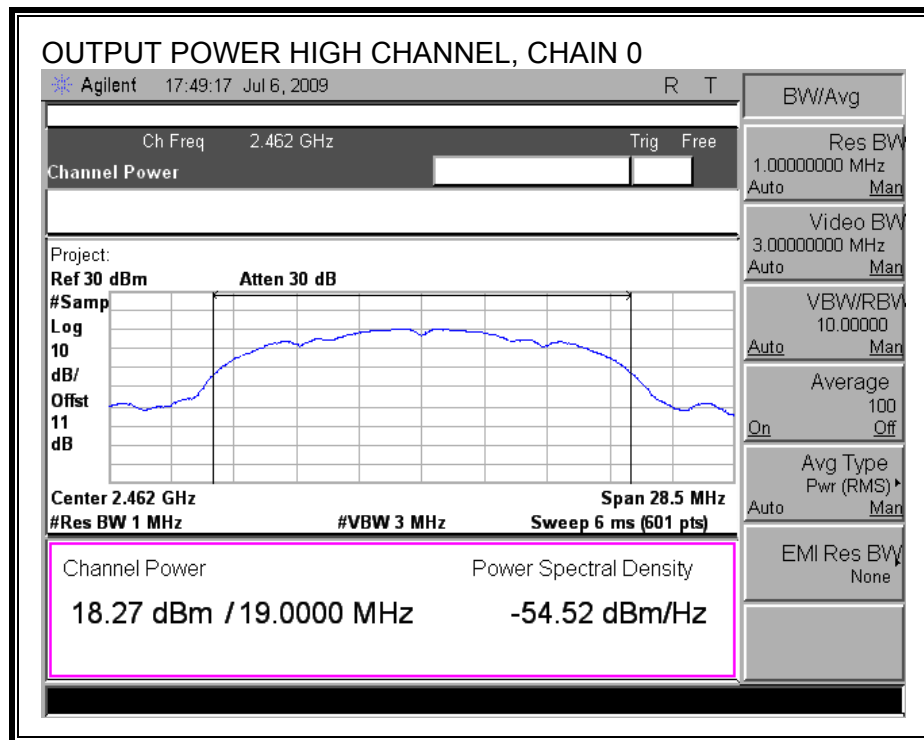 OUTPUT POWER HIGH CHANNEL, CHAIN 0
Agilent 17:49:17 Jul 6, 2009 R T
Ch Freq 2.462 GHz Trig Free
Channel Power
Project:
Ref 30 dBm Atten 30 dB
#Samp
Log
10
dB/
Offst
11
dB
Center 2.462 GHz Span 28.5 MHz
#Res BW 1 MHz #VBW 3 MHz Sweep 6 ms (601 pts)
Channel Power Power Spectral Density
18.27 dBm / 19.0000 MHz -54.52 dBm/Hz
BW/Avg
Res BW
1.00000000 MHz
Auto Man
Video BW
3.00000000 MHz
Auto Man
VBW/RBW
10.00000
Auto Man
Average
100
On Off
Avg Type
Pwr (RMS)
Auto Man
EMI Res BW
None